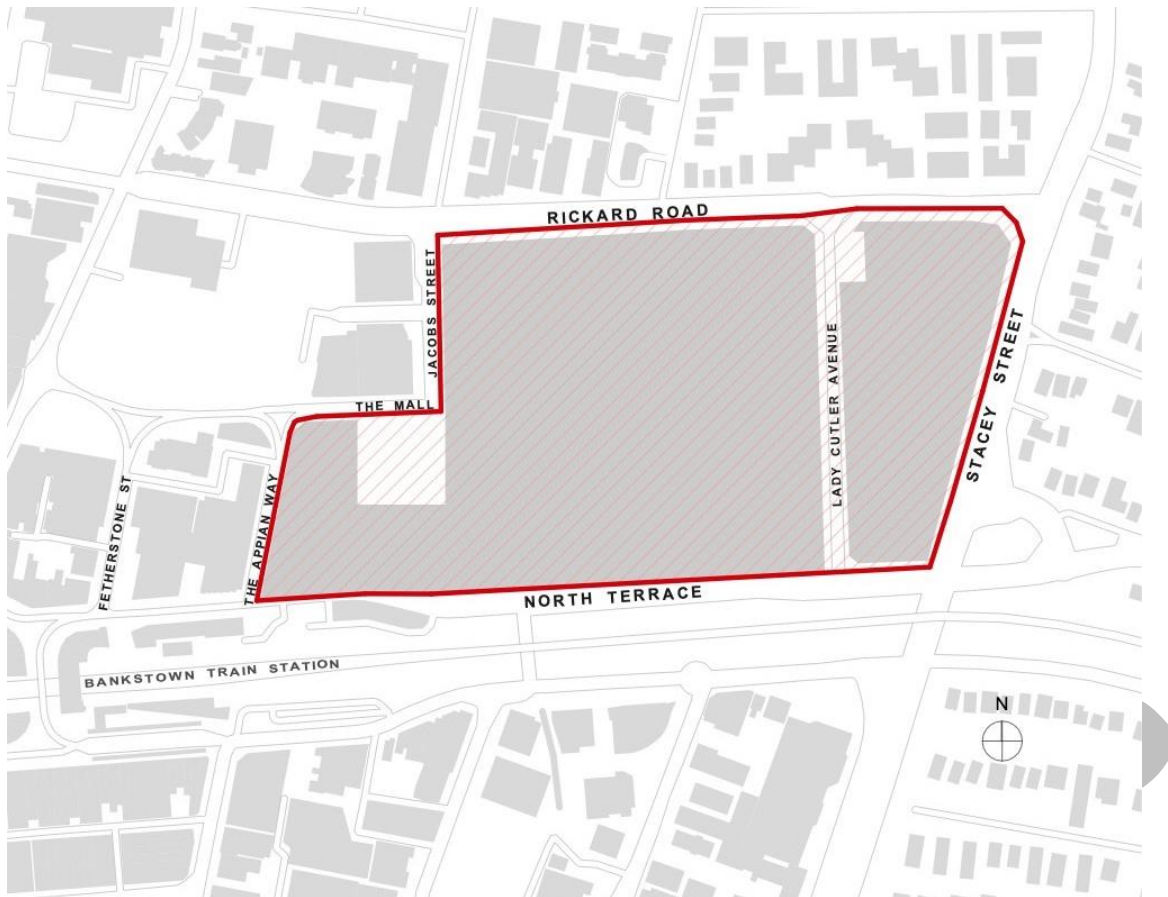 RICKARD ROAD
JACOBS STREET
THE MALL
LADY CUTLER AVENUE
STACEY STREET
THE APPIAN WAY
FETHERSTONE ST
NORTH TERRACE
BANKSTOWN TRAIN STATION
N